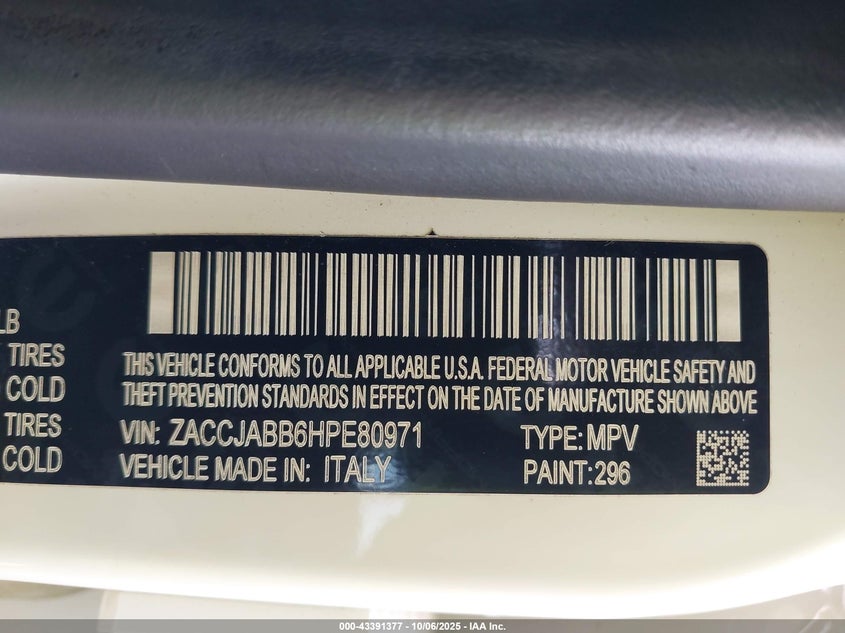 LB
TIRES
COLD
TIRES
COLD
THIS VEHICLE CONFORMS TO ALL APPLICABLE U.S.A. FEDERAL MOTOR VEHICLE SAFETY AND
THEFT PREVENTION STANDARDS IN EFFECT ON THE DATE OF MANUFACTURE SHOWN ABOVE
VIN: ZACCJABB6HPE80971 TYPE: MPV
VEHICLE MADE IN: ITALY PAINT: 296
000-43391377 - 10/06/2025 - IAA Inc.